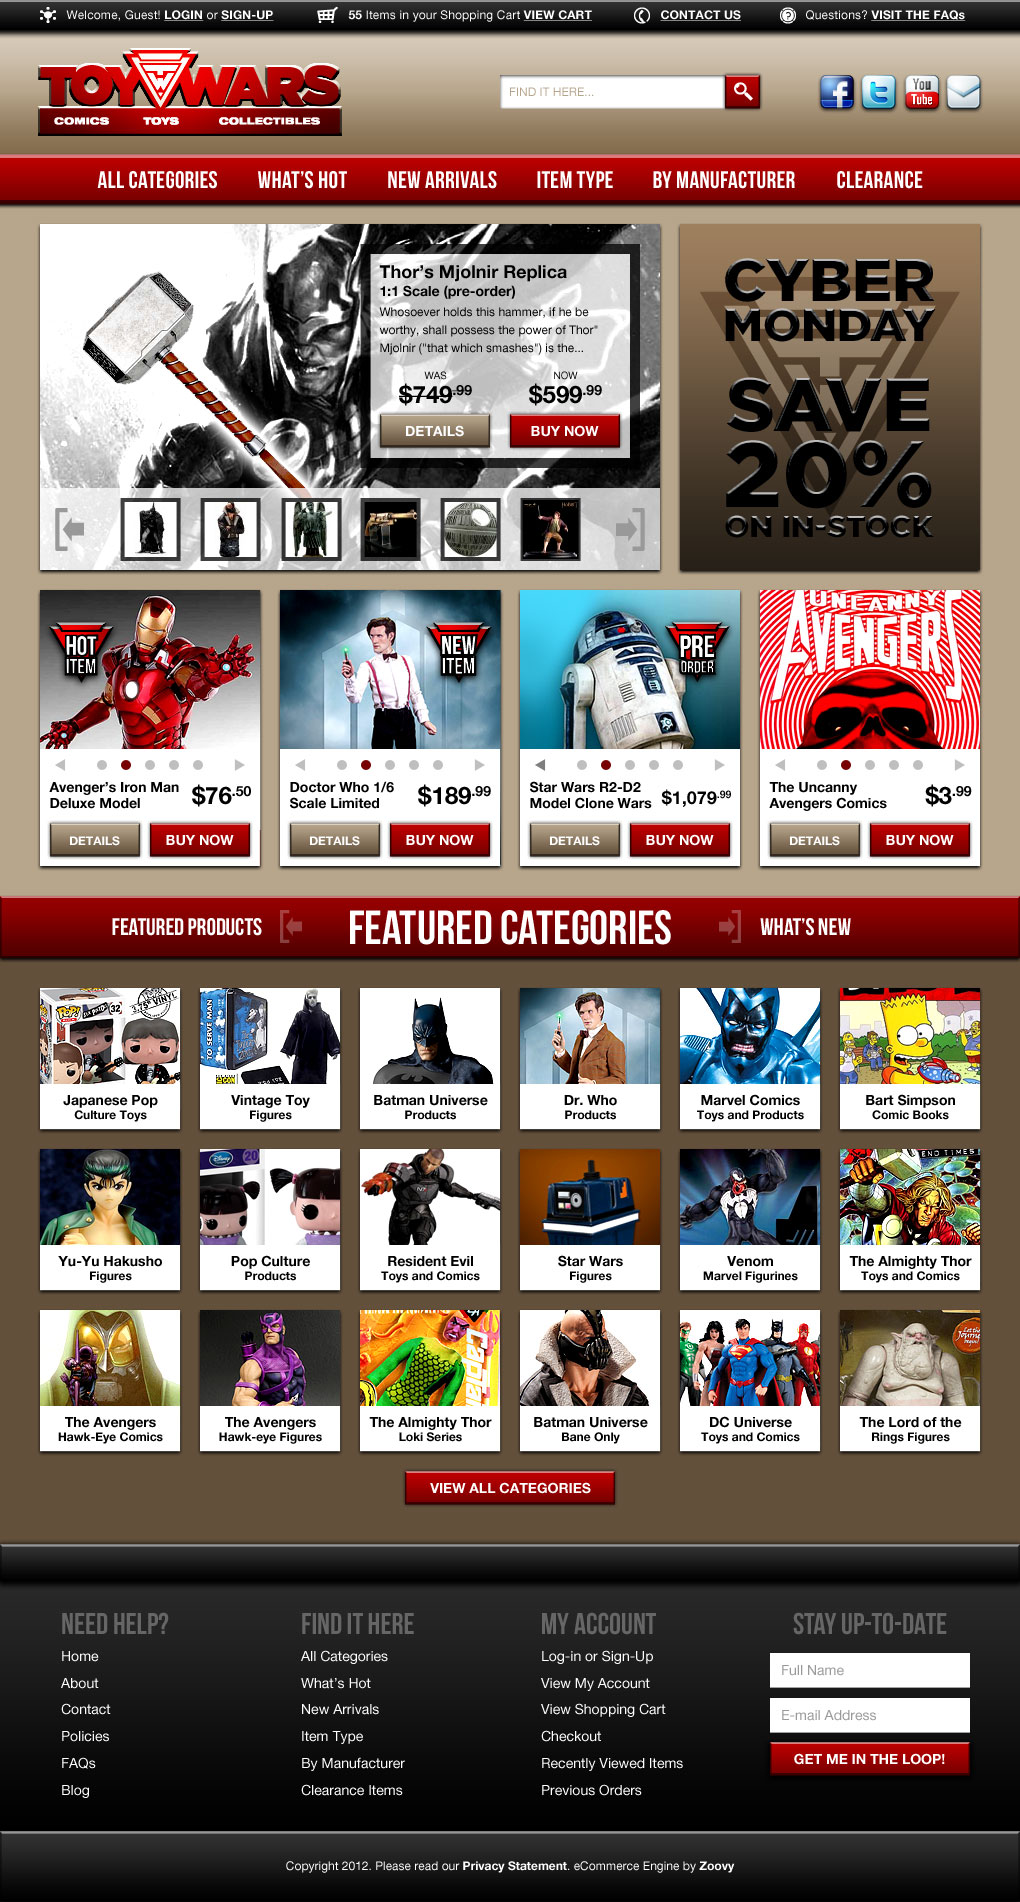 Welcome, Guest! LOGIN or SIGN-UP
55 Items in your Shopping Cart VIEW CART
CONTACT US
Questions? VISIT THE FAQs
TOY WARS
COMICS TOYS COLLECTIBLES
FIND IT HERE...
You
Tube
ALL CATEGORIES
WHAT'S HOT
NEW ARRIVALS
ITEM TYPE
BY MANUFACTURER
CLEARANCE
Thor's Mjolnir Replica
1:1 Scale (pre-order)
Whosoever holds this hammer, if he be
worthy, shall possess the power of Thor"
Mjolnir ("that which smashes") is the...
WAS
$749.99
NOW
$599.99
DETAILS
BUY NOW
CYBER
MONDAY
SAVE
20%
ON IN-STOCK
HOT
ITEM
Avenger's Iron Man
Deluxe Model
$76.50
DETAILS
BUY NOW
NEW
ITEM
Doctor Who 1/6
Scale Limited
$189.99
DETAILS
BUY NOW
PRE
ORDER
Star Wars R2-D2
Model Clone Wars
$1,079.99
DETAILS
BUY NOW
UNCANNY
AVENGERS
The Uncanny
Avengers Comics
$3.99
DETAILS
BUY NOW
FEATURED PRODUCTS
FEATURED CATEGORIES
WHAT'S NEW
POP!
32
VINYL
Japanese Pop
Culture Toys
TO SERVE MAN
Vintage Toy
Figures
Batman Universe
Products
Dr. Who
Products
Marvel Comics
Toys and Products
Bart Simpson
Comic Books
Yu-Yu Hakusho
Figures
Disney
20
Pop Culture
Products
N7
Resident Evil
Toys and Comics
Star Wars
Figures
Venom
Marvel Figurines
END TIMES
The Almighty Thor
Toys and Comics
The Avengers
Hawk-Eye Comics
The Avengers
Hawk-eye Figures
The Almighty Thor
Loki Series
Batman Universe
Bane Only
DC Universe
Toys and Comics
The Lord of the
Rings Figures
VIEW ALL CATEGORIES
NEED HELP?
Home
About
Contact
Policies
FAQs
Blog
FIND IT HERE
All Categories
What's Hot
New Arrivals
Item Type
By Manufacturer
Clearance Items
MY ACCOUNT
Log-in or Sign-Up
View My Account
View Shopping Cart
Checkout
Recently Viewed Items
Previous Orders
STAY UP-TO-DATE
Full Name
E-mail Address
GET ME IN THE LOOP!
Copyright 2012. Please read our Privacy Statement. eCommerce Engine by Zoovy